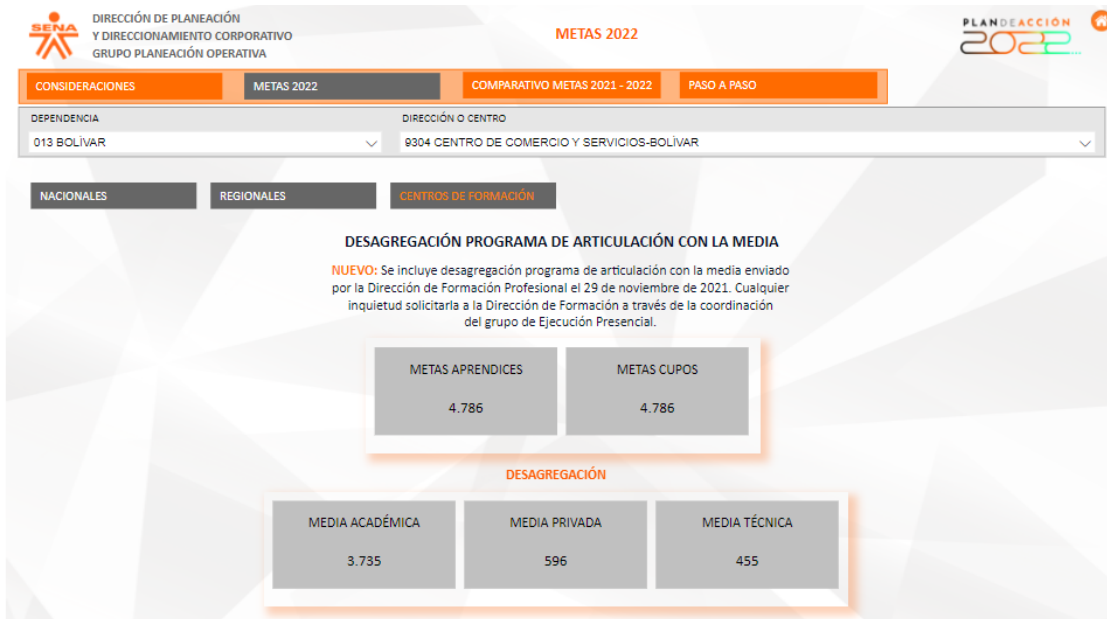 SENA
DIRECCIÓN DE PLANEACIÓN
Y DIRECCIONAMIENTO CORPORATIVO
GRUPO PLANEACIÓN OPERATIVA
METAS 2022
PLANDEACCIÓN
2022...
CONSIDERACIONES
METAS 2022
COMPARATIVO METAS 2021 - 2022
PASO A PASO
DEPENDENCIA
DIRECCIÓN O CENTRO
013 BOLÍVAR
9304 CENTRO DE COMERCIO Y SERVICIOS-BOLÍVAR
NACIONALES
REGIONALES
CENTROS DE FORMACIÓN
DESAGREGACIÓN PROGRAMA DE ARTICULACIÓN CON LA MEDIA
NUEVO: Se incluye desagregación programa de articulación con la media enviado
por la Dirección de Formación Profesional el 29 de noviembre de 2021. Cualquier
inquietud solicitarla a la Dirección de Formación a través de la coordinación
del grupo de Ejecución Presencial.
METAS APRENDICES
METAS CUPOS
4.786
4.786
DESAGREGACIÓN
MEDIA ACADÉMICA
MEDIA PRIVADA
MEDIA TÉCNICA
3.735
596
455